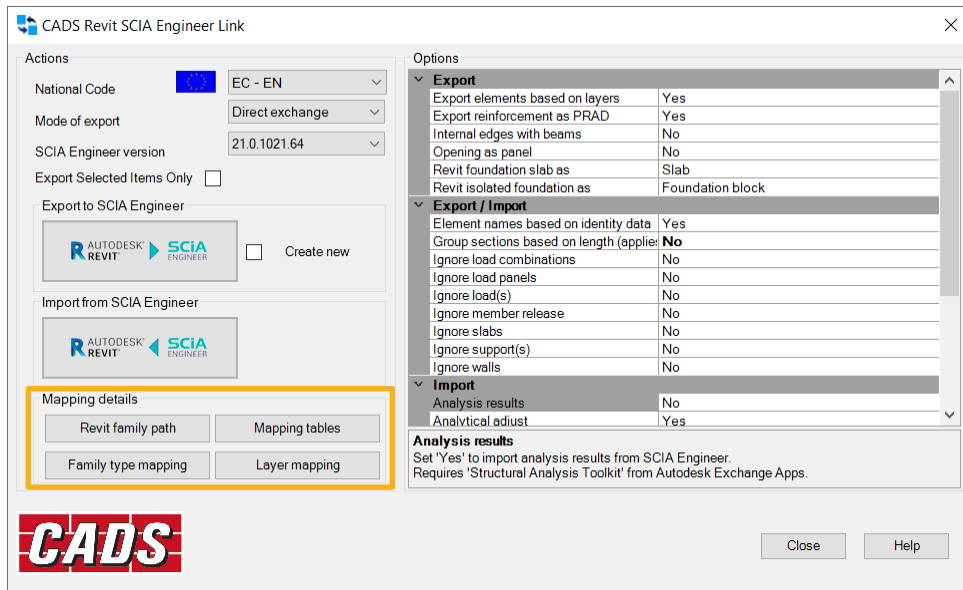 CADS Revit SCIA Engineer Link
Actions
National Code
EC - EN
Mode of export
Direct exchange
SCIA Engineer version
21.0.1021.64
Export Selected Items Only
Export to SCIA Engineer
AUTODESK REVIT SCIA ENGINEER
Create new
Import from SCIA Engineer
AUTODESK REVIT SCIA ENGINEER
Mapping details
Revit family path
Mapping tables
Family type mapping
Layer mapping
CADS
Options
Export
Export elements based on layers Yes
Export reinforcement as PRAD Yes
Internal edges with beams No
Opening as panel No
Revit foundation slab as Slab
Revit isolated foundation as Foundation block
Export / Import
Element names based on identity data Yes
Group sections based on length (applies No
Ignore load combinations No
Ignore load panels No
Ignore load(s) No
Ignore member release No
Ignore slabs No
Ignore support(s) No
Ignore walls No
Import
Analysis results No
Analytical adjust Yes
Analysis results
Set 'Yes' to import analysis results from SCIA Engineer.
Requires 'Structural Analysis Toolkit' from Autodesk Exchange Apps.
Close
Help